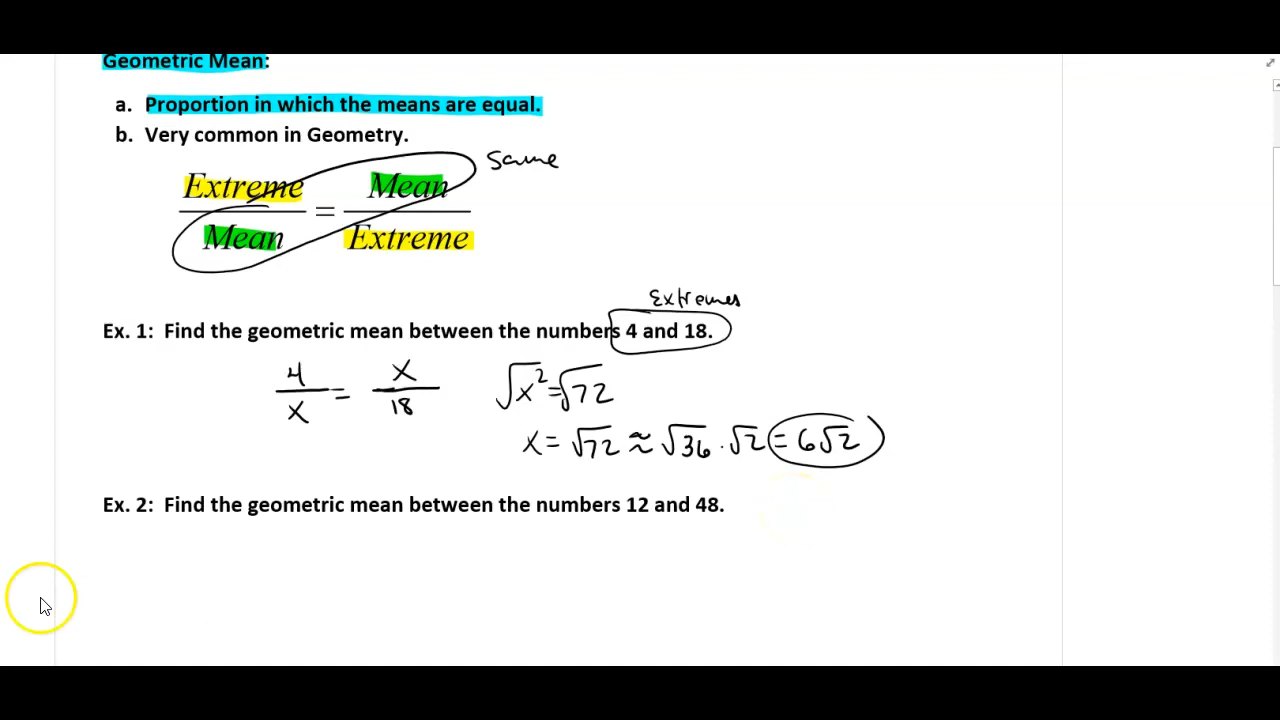 Geometric Mean:
a. Proportion in which the means are equal.
b. Very common in Geometry.
same
Extreme = Mean
Mean Extreme
Extremes
Ex. 1: Find the geometric mean between the numbers 4 and 18.
4 = x
x 18
√x² = √72
x = √72 ≈ √36 · √2 = 6√2
Ex. 2: Find the geometric mean between the numbers 12 and 48.